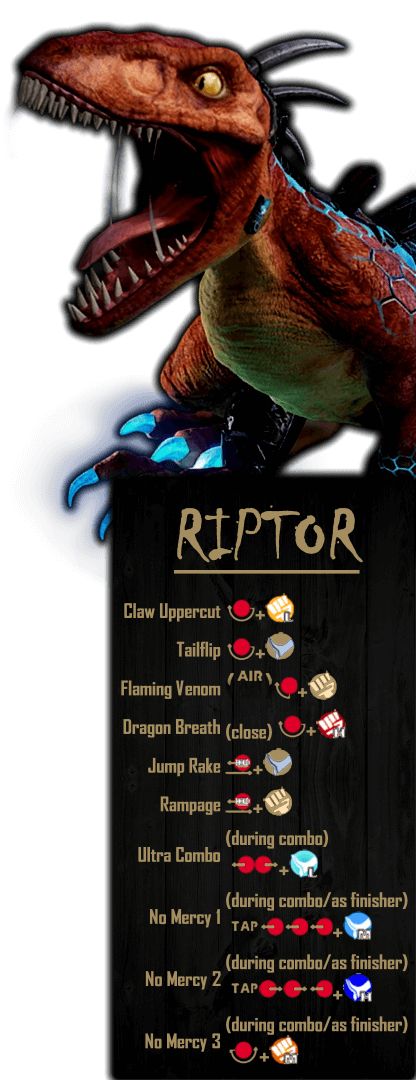 RIPTOR
Claw Uppercut + L
Tailflip +
Flaming Venom (AIR) +
Dragon Breath (close) + M
Jump Rake HOLD +
Rampage HOLD +
(during combo)
Ultra Combo + L
(during combo/as finisher)
No Mercy 1 TAP + M
(during combo/as finisher)
No Mercy 2 TAP + H
(during combo/as finisher)
No Mercy 3 + M